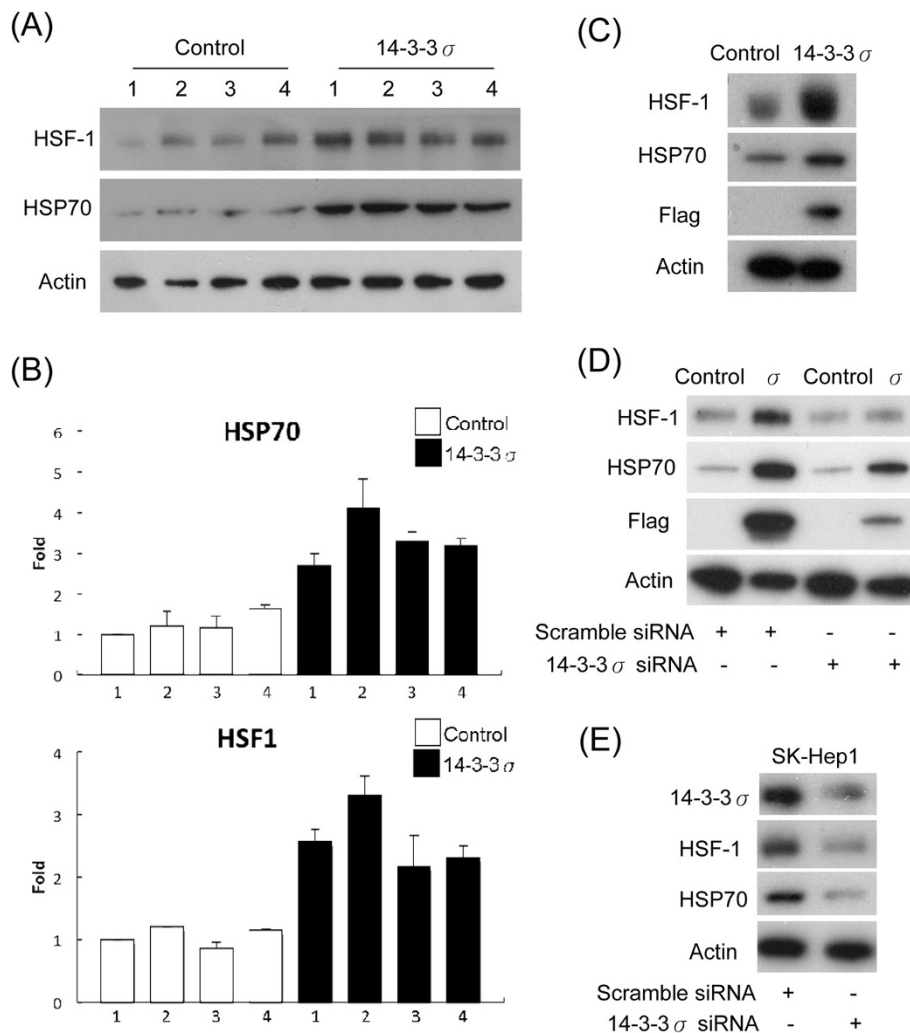 (A)
Control 14-3-3σ
1 2 3 4 1 2 3 4
HSF-1
HSP70
Actin
(B)
HSP70
Control
14-3-3σ
Fold
6
5
4
3
2
1
0
1 2 3 4 1 2 3 4
HSF1
Control
14-3-3σ
Fold
4
3
2
1
0
1 2 3 4 1 2 3 4
(C)
Control 14-3-3σ
HSF-1
HSP70
Flag
Actin
(D)
Control σ Control σ
HSF-1
HSP70
Flag
Actin
Scramble siRNA + + - -
14-3-3σ siRNA - - + +
(E)
SK-Hep1
14-3-3σ
HSF-1
HSP70
Actin
Scramble siRNA + -
14-3-3σ siRNA - +